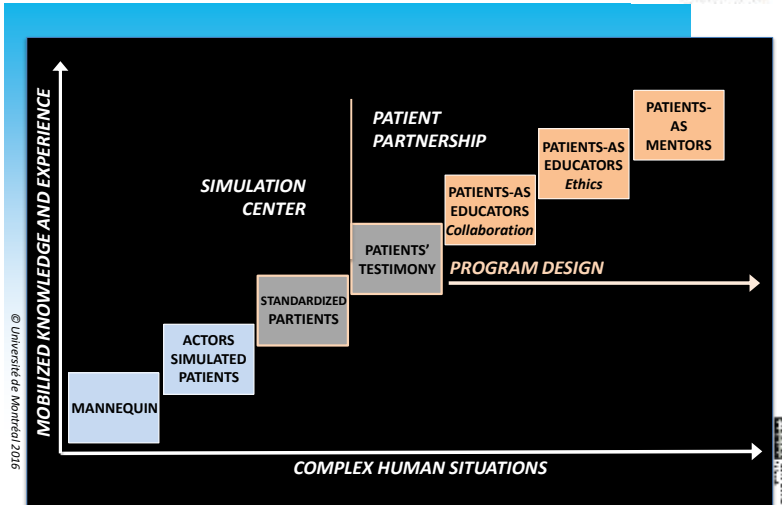 PATIENTS-
AS
MENTORS
PATIENT
PARTNERSHIP
PATIENTS-AS
EDUCATORS
Ethics
SIMULATION
CENTER
PATIENTS-AS
EDUCATORS
Collaboration
PATIENTS'
TESTIMONY
PROGRAM DESIGN
STANDARDIZED
PARTIENTS
ACTORS
SIMULATED
PATIENTS
MANNEQUIN
MOBILIZED KNOWLEDGE AND EXPERIENCE
COMPLEX HUMAN SITUATIONS
© Université de Montréal 2016